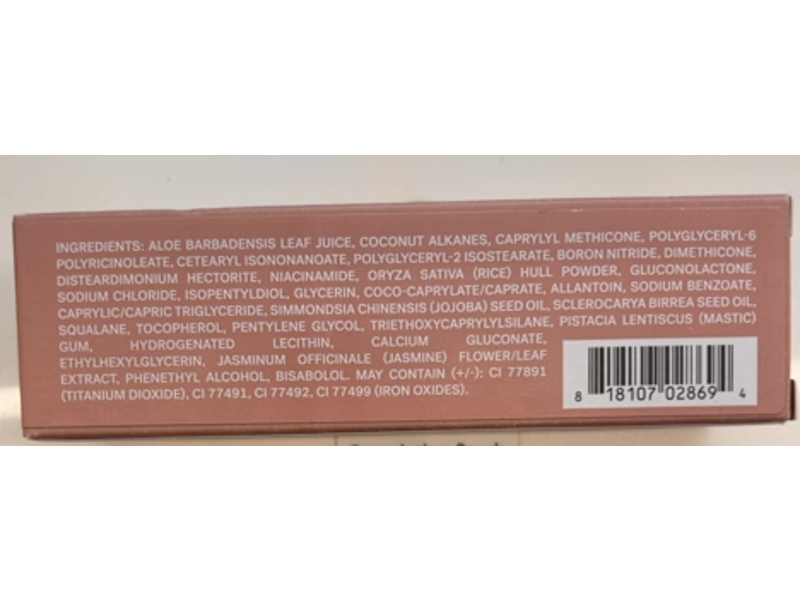 INGREDIENTS: ALOE BARBADENSIS LEAF JUICE, COCONUT ALKANES, CAPRYLYL METHICONE, POLYGLYCERYL-6
POLYRICINOLEATE, CETEARYL ISONONANOATE, POLYGLYCERYL-2 ISOSTEARATE, BORON NITRIDE, DIMETHICONE,
DISTEARDIMONIUM HECTORITE, NIACINAMIDE, ORYZA SATIVA (RICE) HULL POWDER, GLUCONOLACTONE,
SODIUM CHLORIDE, ISOPENTYLDIOL, GLYCERIN, COCO-CAPRYLATE/CAPRATE, ALLANTOIN, SODIUM BENZOATE,
CAPRYLIC/CAPRIC TRIGLYCERIDE, SIMMONDSIA CHINENSIS (JOJOBA) SEED OIL, SCLEROCARYA BIRREA SEED OIL,
SQUALANE, TOCOPHEROL, PENTYLENE GLYCOL, TRIETHOXYCAPRYLYLSILANE, PISTACIA LENTISCUS (MASTIC)
GUM, HYDROGENATED LECITHIN, CALCIUM GLUCONATE,
ETHYLHEXYLGLYCERIN, JASMINUM OFFICINALE (JASMINE) FLOWER/LEAF
EXTRACT, PHENETHYL ALCOHOL, BISABOLOL. MAY CONTAIN (+/-): CI 77891
(TITANIUM DIOXIDE), CI 77491, CI 77492, CI 77499 (IRON OXIDES).
8 18107 02869 4